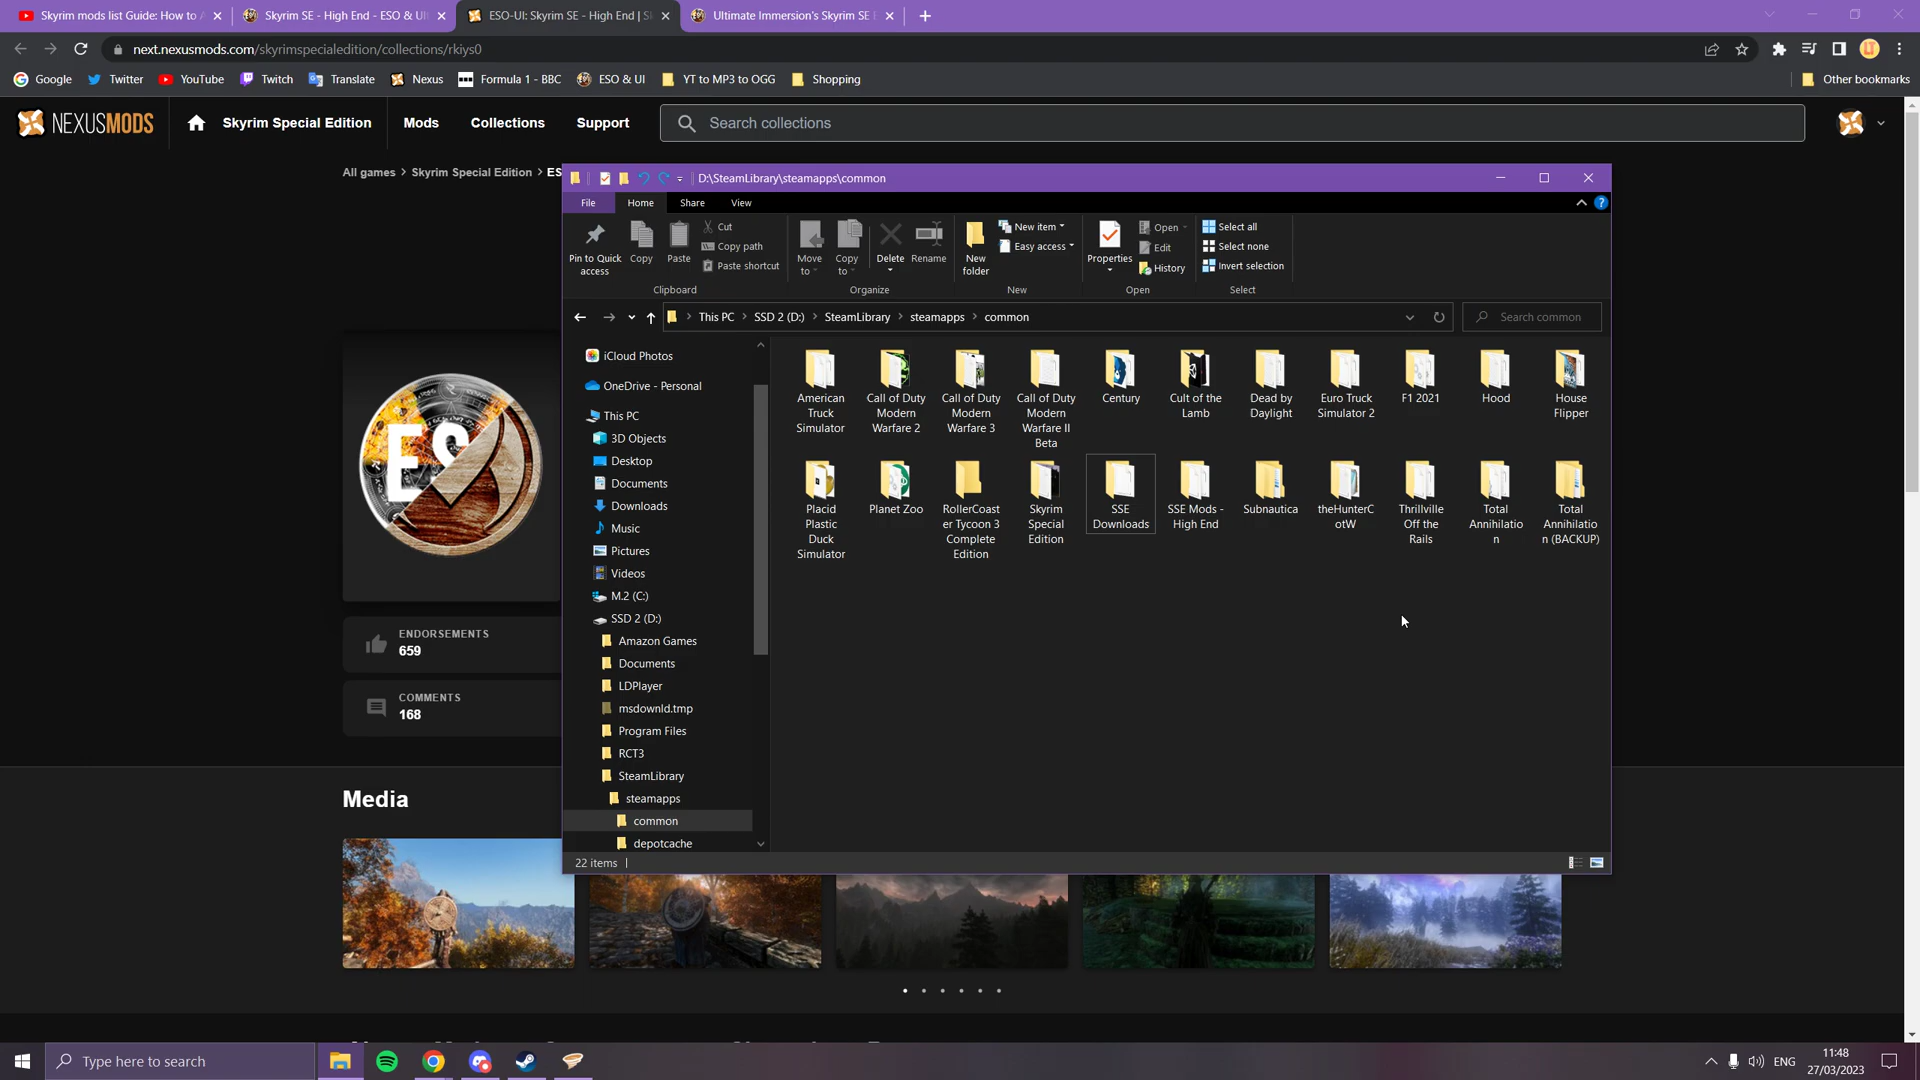 Skyrim mods list Guide: How to
Skyrim SE - High End - ESO & Ul
ESO-UI: Skyrim SE - High End | S
Ultimate Immersion's Skyrim SE
next.nexusmods.com/skyrimspecialedition/collections/rkiys0
Google
Twitter
YouTube
Twitch
Translate
Nexus
Formula 1 - BBC
ESO & UI
YT to MP3 to OGG
Shopping
Other bookmarks
NEXUSMODS
Skyrim Special Edition
Mods
Collections
Support
Search collections
All games > Skyrim Special Edition > ES
D:\SteamLibrary\steamapps\common
File
Home
Share
View
Pin to Quick
access
Copy
Paste
Cut
Copy path
Paste shortcut
Clipboard
Move
to
Copy
to
Delete
Rename
Organize
New
folder
New item
Easy access
New
Properties
Open
Edit
History
Open
Select all
Select none
Invert selection
Select
This PC > SSD 2 (D:) > SteamLibrary > steamapps > common
Search common
iCloud Photos
OneDrive - Personal
This PC
3D Objects
Desktop
Documents
Downloads
Music
Pictures
Videos
M.2 (C:)
SSD 2 (D:)
Amazon Games
Documents
LDPlayer
msdownld.tmp
Program Files
RCT3
SteamLibrary
steamapps
common
depotcache
American
Truck
Simulator
Call of Duty
Modern
Warfare 2
Call of Duty
Modern
Warfare 3
Call of Duty
Modern
Warfare II
Beta
Century
Cult of the
Lamb
Dead by
Daylight
Euro Truck
Simulator 2
F1 2021
Hood
House
Flipper
Placid
Plastic
Duck
Simulator
Planet Zoo
RollerCoast
er Tycoon 3
Complete
Edition
Skyrim
Special
Edition
SSE
Downloads
SSE Mods -
High End
Subnautica
theHunterC
otW
Thrillville
Off the
Rails
Total
Annihilatio
n
Total
Annihilatio
n (BACKUP)
22 items
ES
ENDORSEMENTS
659
COMMENTS
168
Media
Type here to search
ENG
11:48
27/03/2023